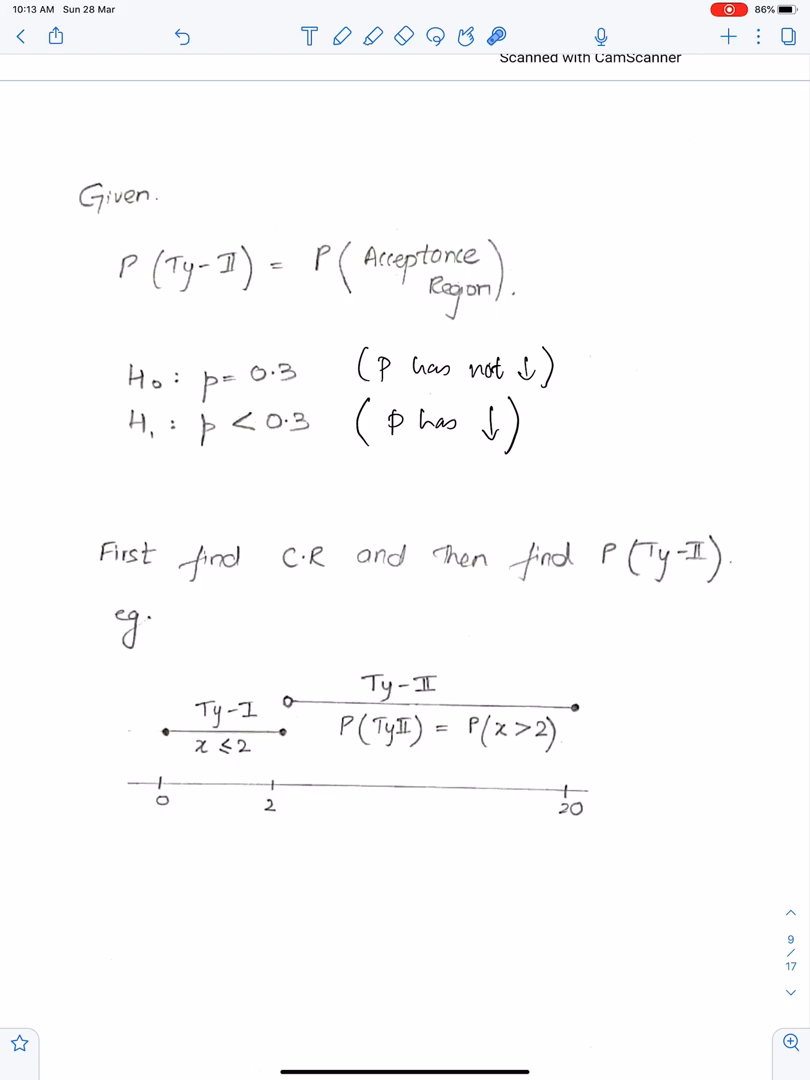 10:13 AM Sun 28 Mar
86%
T
Scanned with CamScanner
Given.
P (Ty-II) = P( Acceptance
Region).
H₀ : p = 0.3 (p has not ↓)
H₁ : p < 0.3 (p has ↓)
First find C.R and then find P(Ty-II).
eg.
Ty-II
Ty-I
P(TyII) = P(x>2)
x ≤ 2
0 2 20
9
/
17